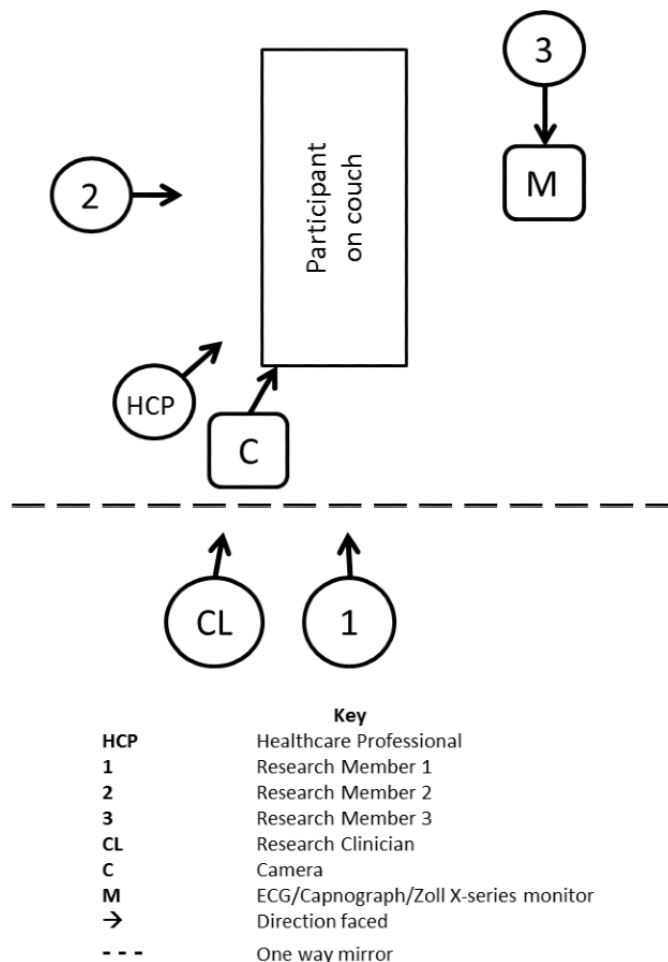 3
M
2
Participant
on couch
HCP
C
CL
1
Key
HCP Healthcare Professional
1 Research Member 1
2 Research Member 2
3 Research Member 3
CL Research Clinician
C Camera
M ECG/Capnograph/Zoll X-series monitor
→ Direction faced
- - - One way mirror